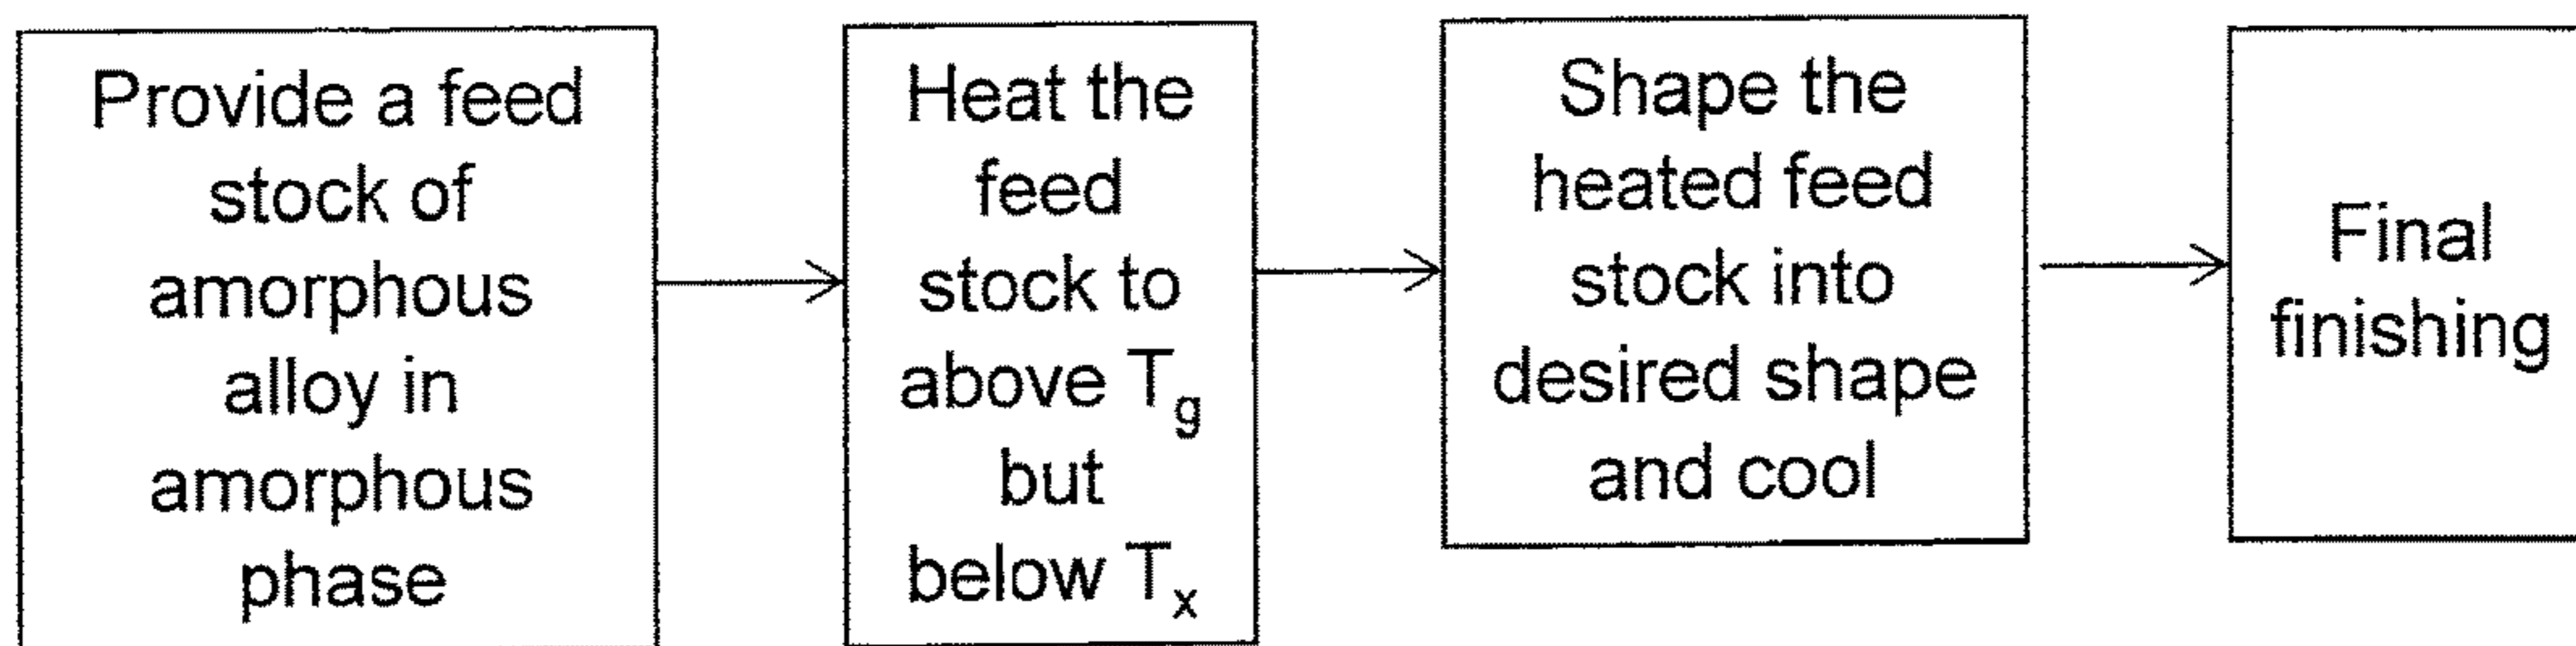 Provide a feed
stock of
amorphous
alloy in
amorphous
phase
Heat the
feed
stock to
above Tg
but
below Tx
Shape the
heated feed
stock into
desired shape
and cool
Final
finishing